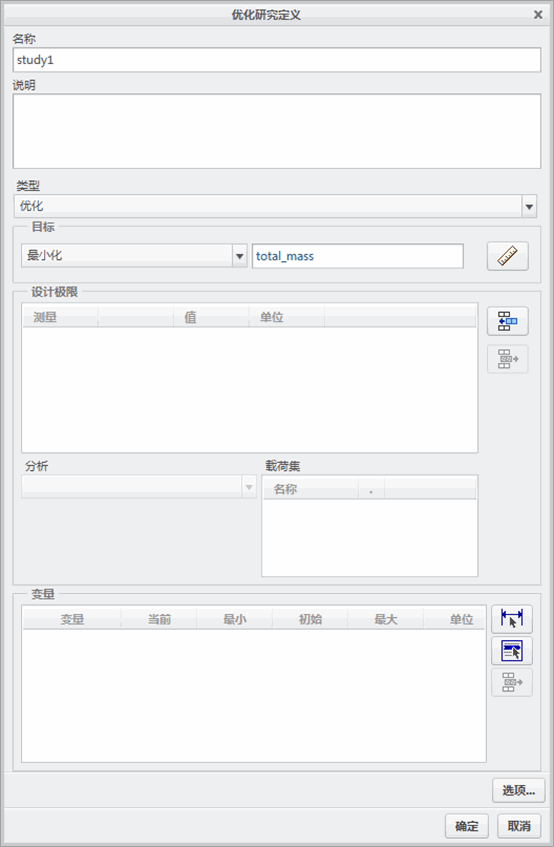 优化研究定义
名称
study1
说明
类型
优化
目标
最小化 total_mass
设计极限
测量 值 单位
分析 载荷集
名称
变量
变量 当前 最小 初始 最大 单位
选项...
确定 取消